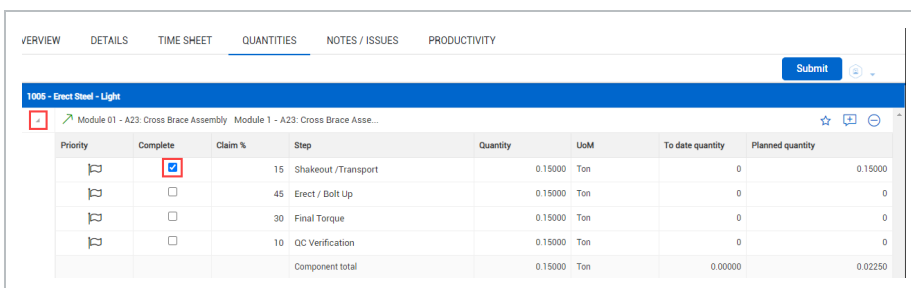 VERVIEW DETAILS TIME SHEET QUANTITIES NOTES / ISSUES PRODUCTIVITY
Submit
1005 - Erect Steel - Light
Module 01 - A23: Cross Brace Assembly Module 1 - A23: Cross Brace Asse...
Priority Complete Claim % Step Quantity UoM To date quantity Planned quantity
15 Shakeout /Transport 0.15000 Ton 0 0.15000
45 Erect / Bolt Up 0.15000 Ton 0 0
30 Final Torque 0.15000 Ton 0 0
10 QC Verification 0.15000 Ton 0 0
Component total 0.15000 Ton 0.00000 0.02250